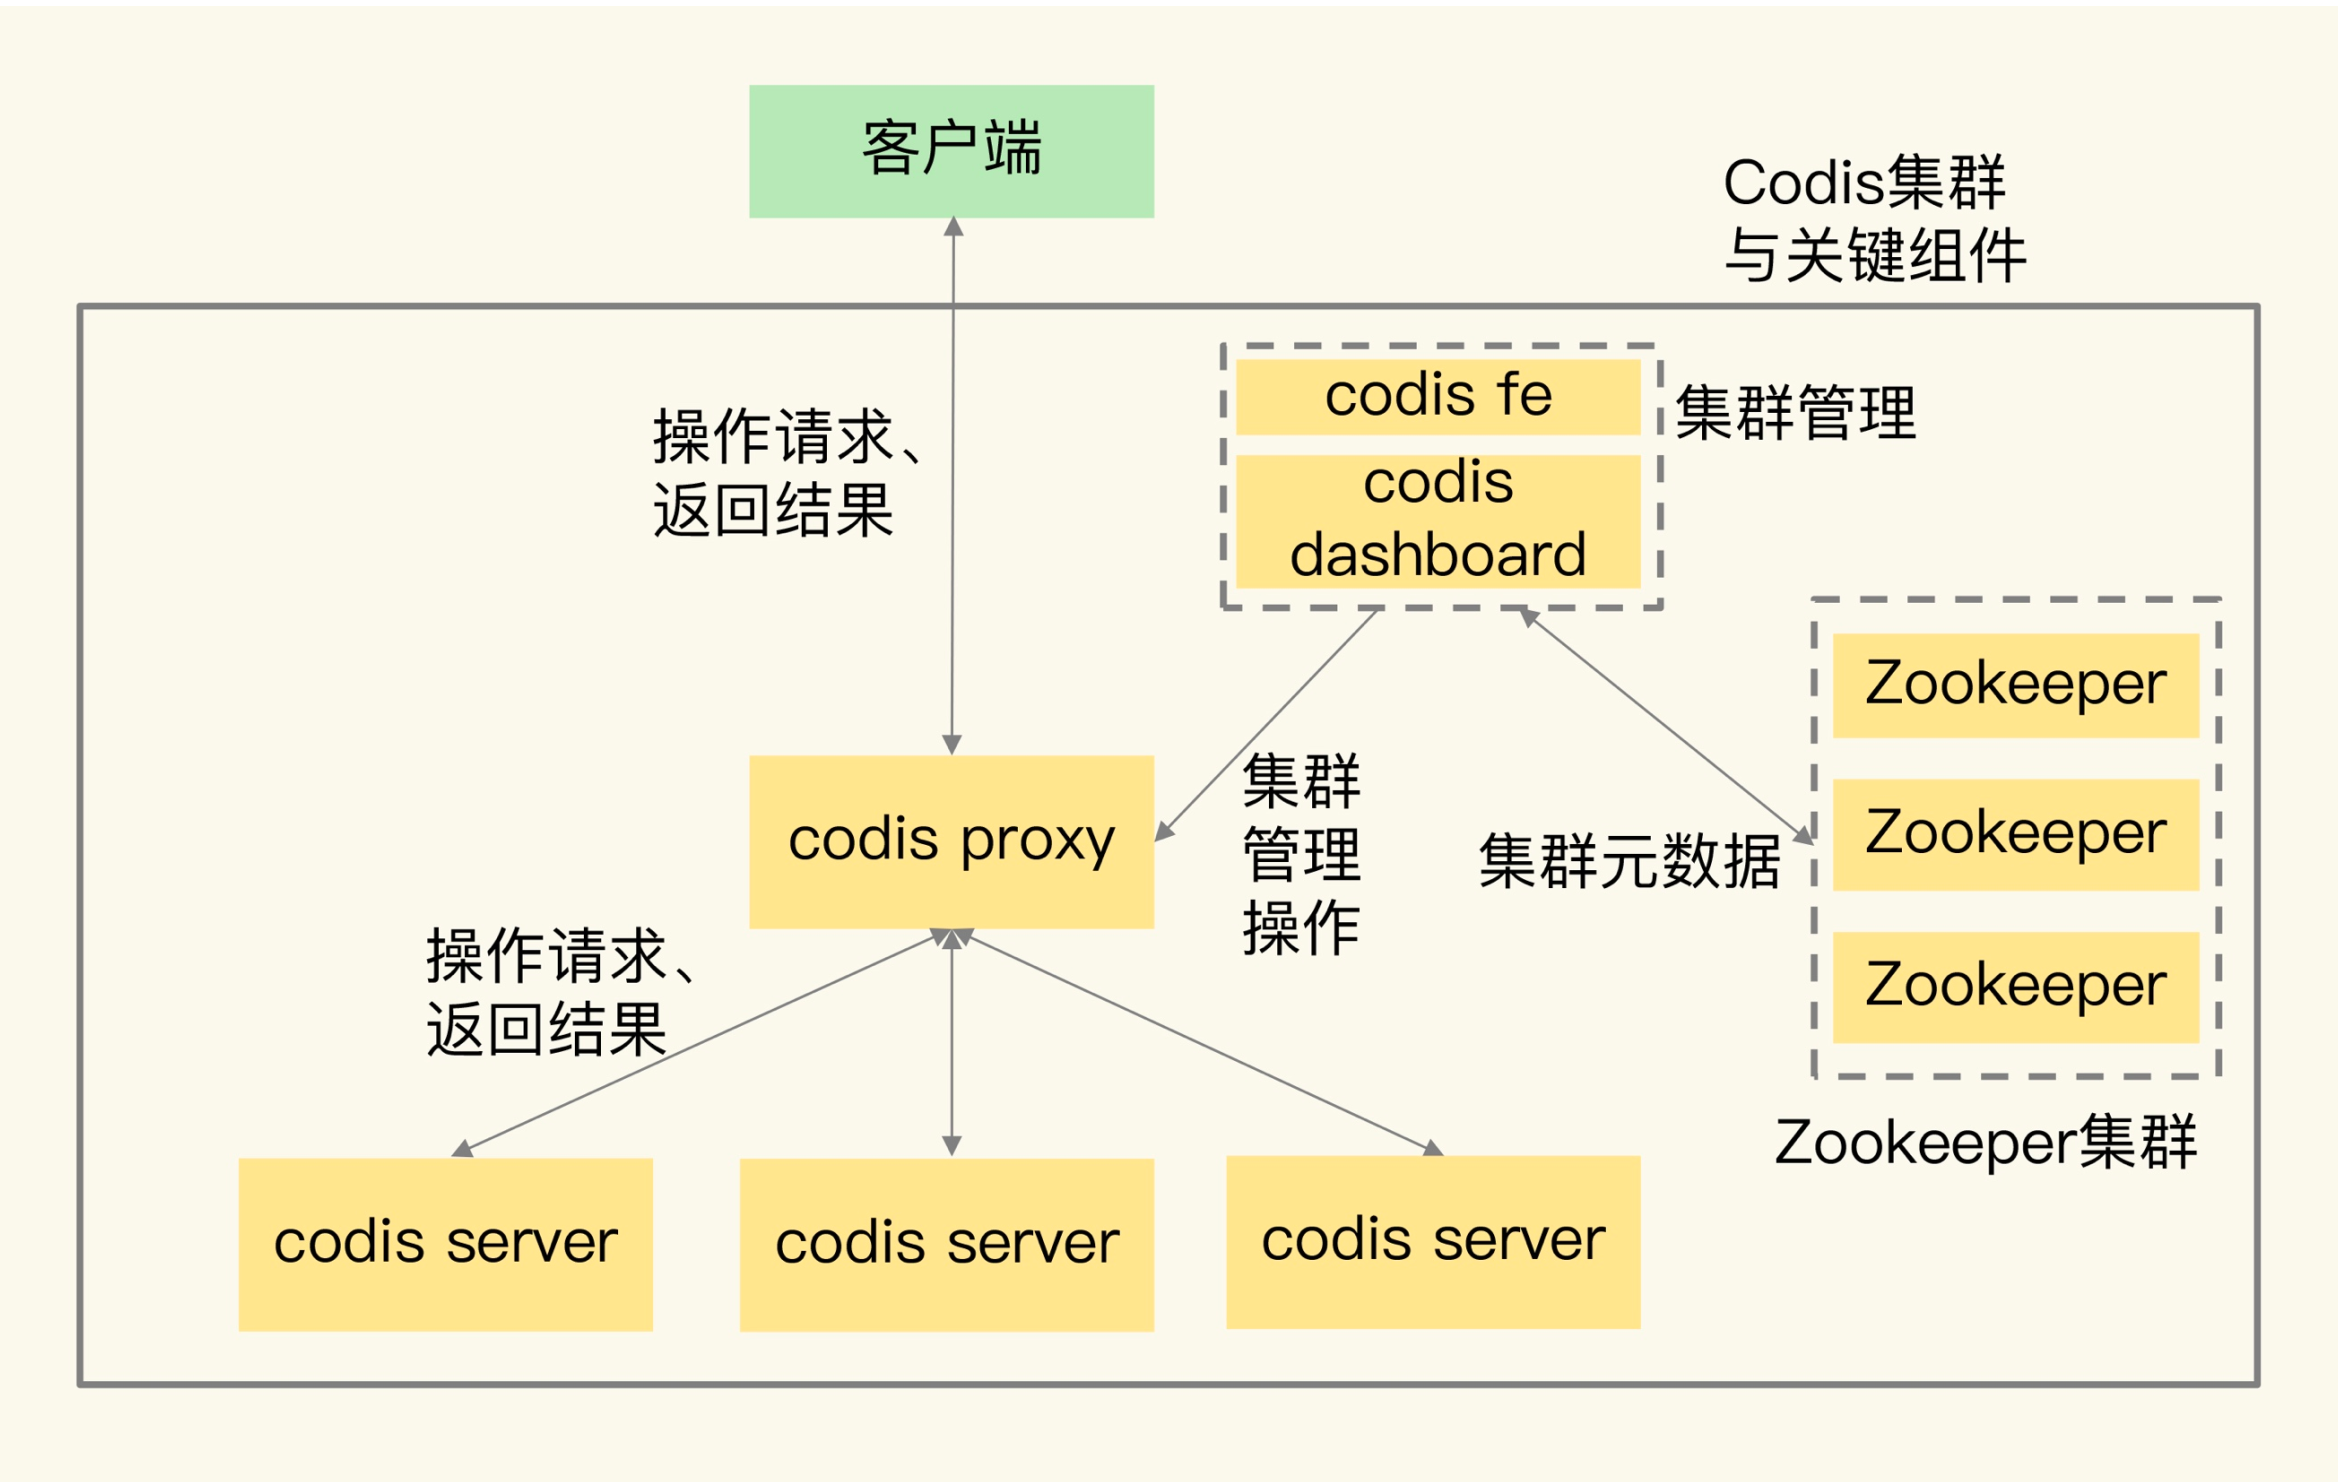 客户端
Codis集群
与关键组件
codis fe
集群管理
操作请求、
返回结果
codis
dashboard
Zookeeper
集群
管理
操作
codis proxy
集群元数据
Zookeeper
操作请求、
返回结果
Zookeeper
Zookeeper集群
codis server
codis server
codis server